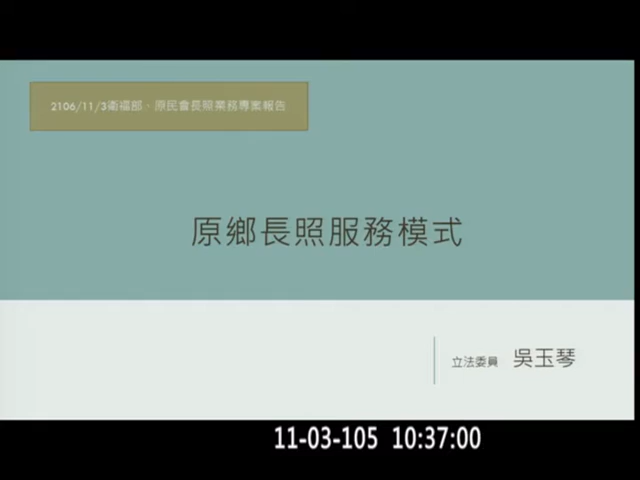 2106/11/3衛福部、原民會長照業務專案報告
原鄉長照服務模式
立法委員 吳玉琴
11-03-105 10:37:00